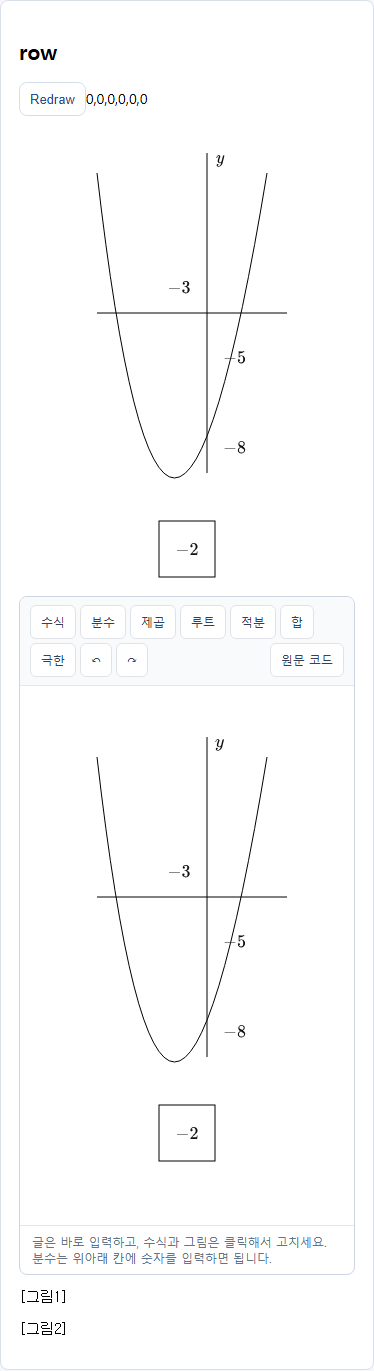 row
Redraw 0,0,0,0,0,0
y
−3
−5
−8
−2
수식 분수 제곱 루트 적분 합
극한 ↶ ↷ 원문 코드
y
−3
−5
−8
−2
글은 바로 입력하고, 수식과 그림은 클릭해서 고치세요.
분수는 위아래 칸에 숫자를 입력하면 됩니다.
[그림1]
[그림2]